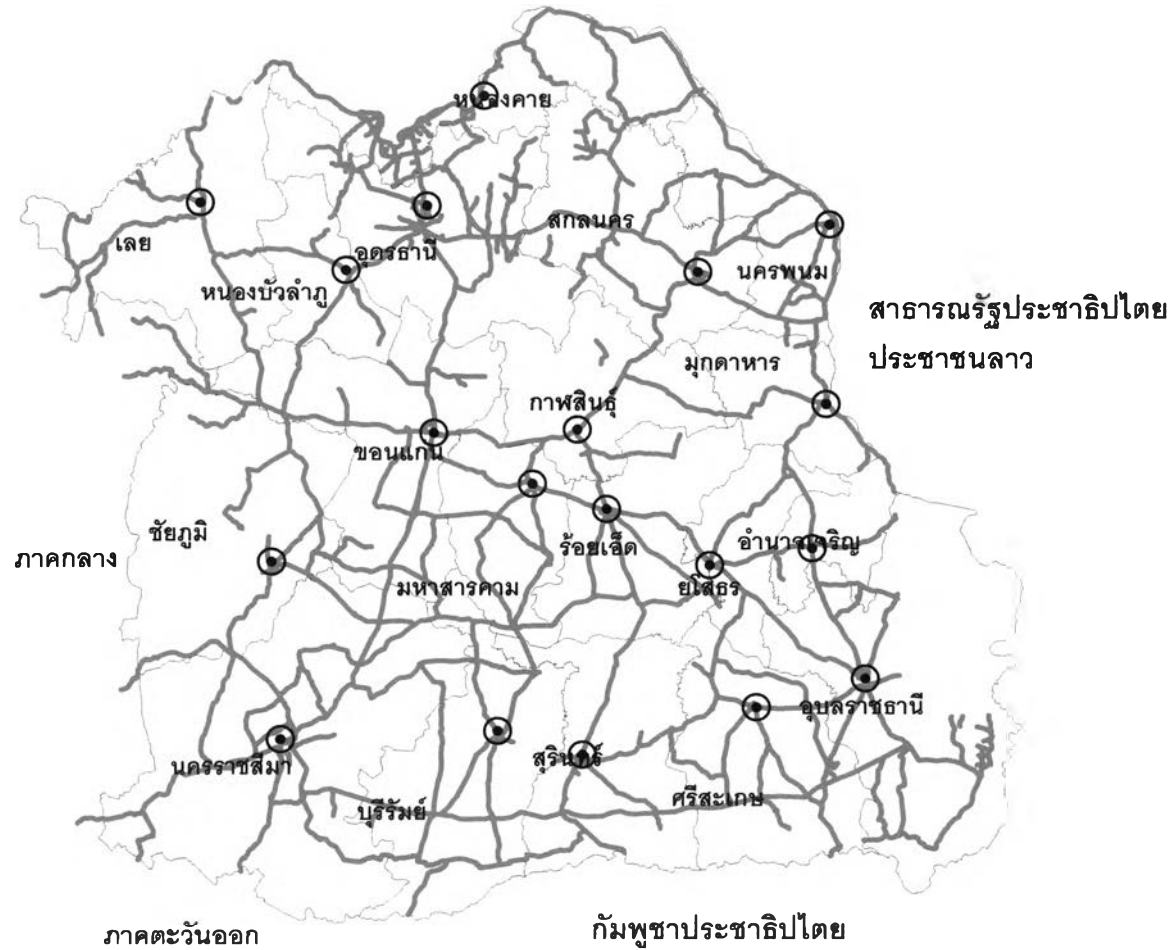 หนองคาย
สกลนคร
เลย
อุดรธานี
นครพนม
หนองบัวลำภู
สาธารณรัฐประชาธิปไตย
ประชาชนลาว
มุกดาหาร
กาฬสินธุ์
ขอนแก่น
ชัยภูมิ
ร้อยเอ็ด
อำนาจเจริญ
ภาคกลาง
มหาสารคาม
ยโสธร
อุบลราชธานี
นครราชสีมา
สุรินทร์
บุรีรัมย์
ศรีสะเกษ
ภาคตะวันออก
กัมพูชาประชาธิปไตย